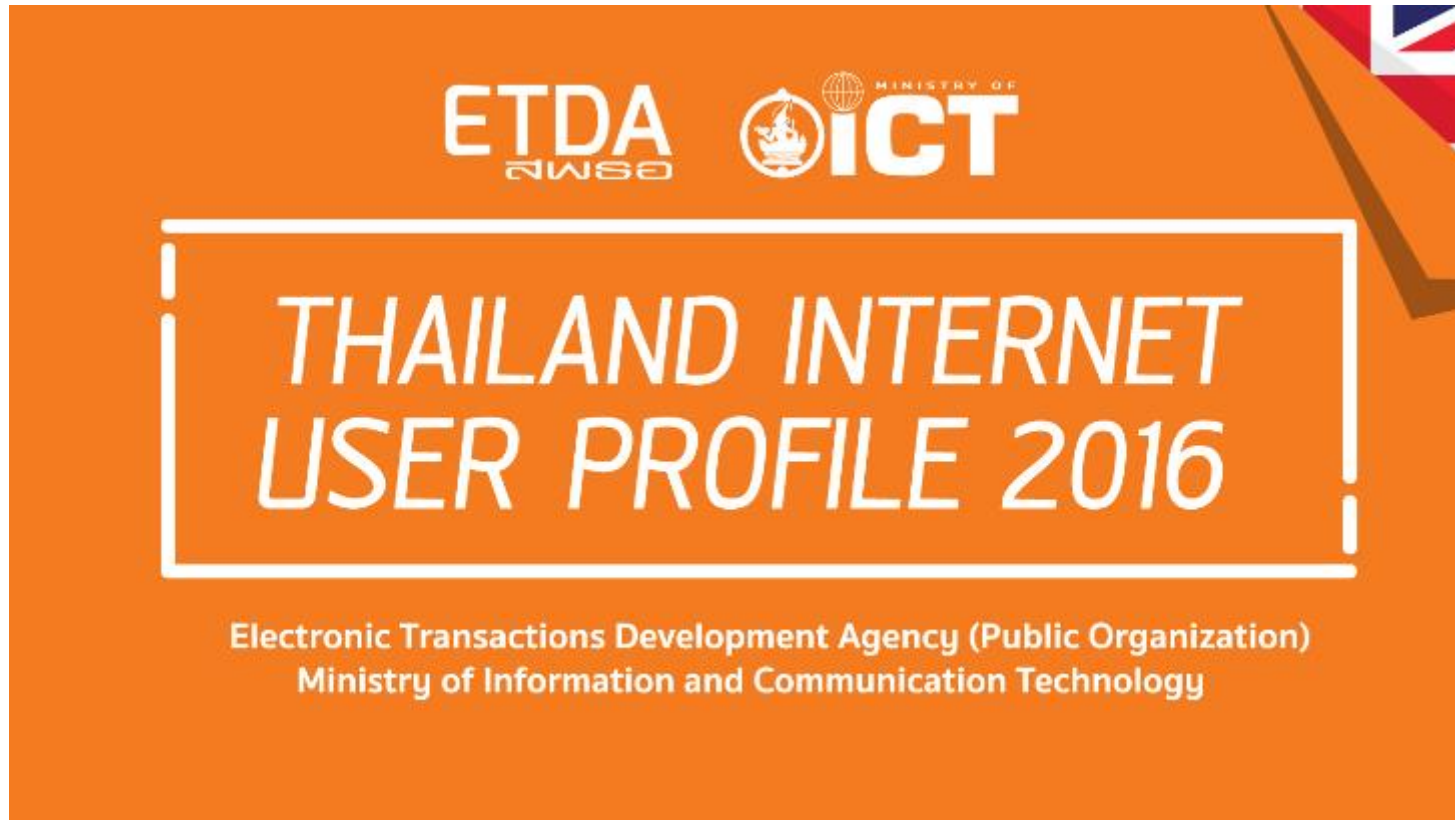 ETDA
สพธอ
MINISTRY OF
ICT
THAILAND INTERNET
USER PROFILE 2016
Electronic Transactions Development Agency (Public Organization)
Ministry of Information and Communication Technology